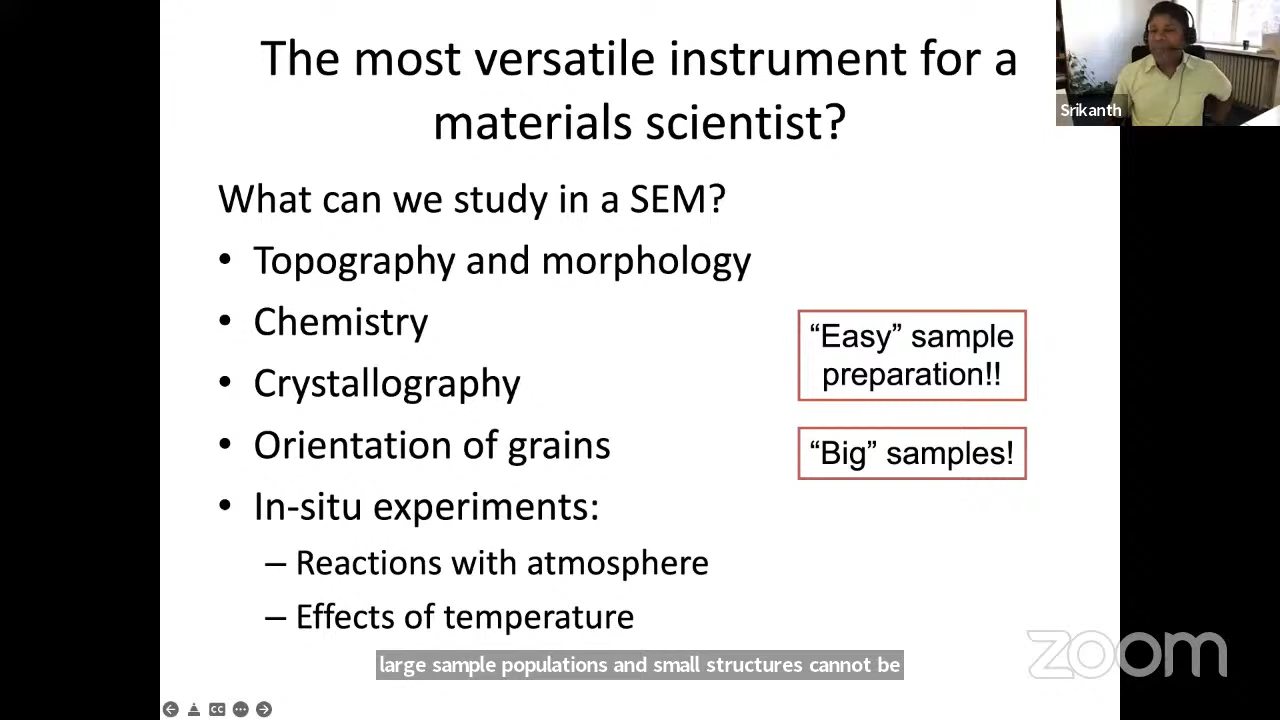 The most versatile instrument for a
materials scientist?
Srikanth
What can we study in a SEM?
• Topography and morphology
• Chemistry
• Crystallography
• Orientation of grains
• In-situ experiments:
– Reactions with atmosphere
– Effects of temperature
“Easy” sample
preparation!!
“Big” samples!
large sample populations and small structures cannot be
zoom
CC